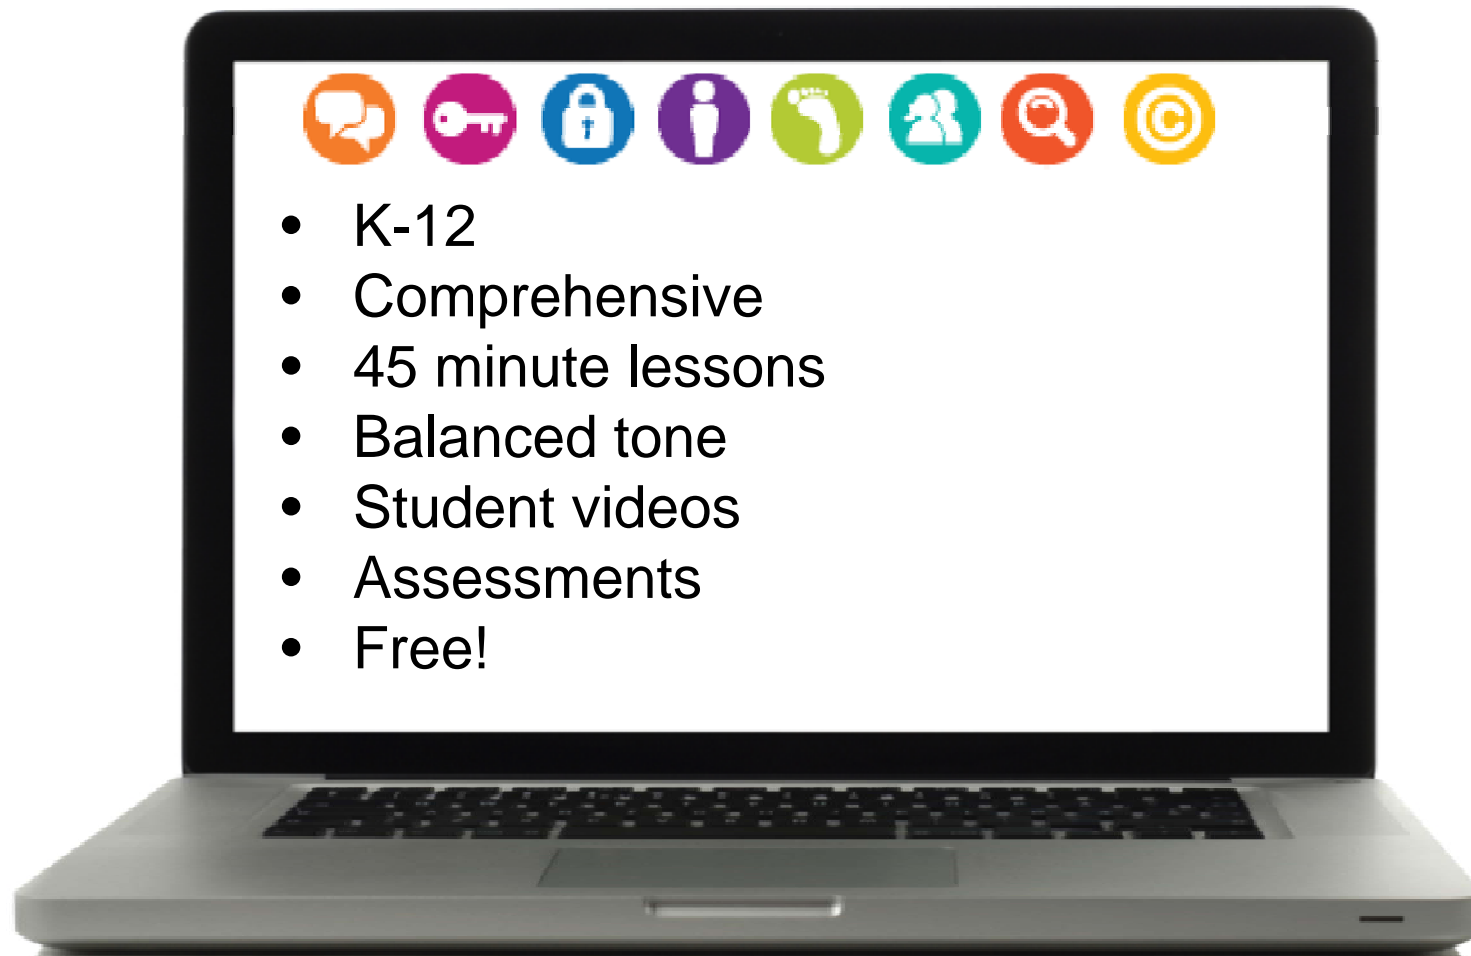 ©
• K-12
• Comprehensive
• 45 minute lessons
• Balanced tone
• Student videos
• Assessments
• Free!